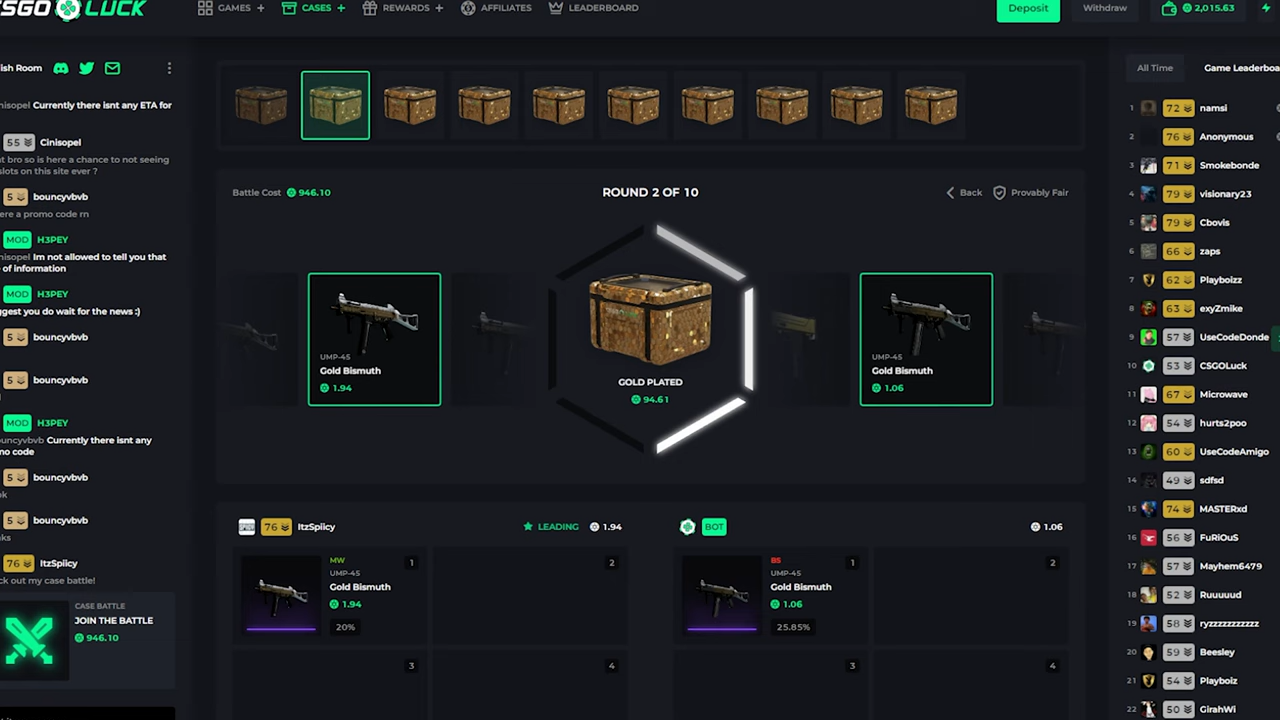 CSGO LUCK
GAMES +
CASES +
REWARDS +
AFFILIATES
LEADERBOARD
Deposit
Withdraw
2,015.63
ish Room
nisopel Currently there isnt any ETA for
55 Cinisopel
t bro so is here a chance to not seeing
slots on this site ever ?
5 bouncyvbvb
ere a promo code rn
MOD H3PEY
nisopel Im not allowed to tell you that
of information
MOD H3PEY
ggest you do wait for the news :)
5 bouncyvbvb
5 bouncyvbvb
MOD H3PEY
ouncyvbvb Currently there isnt any
mo code
5 bouncyvbvb
ok
5 bouncyvbvb
nks
76 ItzSpiicy
ck out my case battle!
CASE BATTLE
JOIN THE BATTLE
946.10
Battle Cost 946.10
ROUND 2 OF 10
Back
Provably Fair
UMP-45
Gold Bismuth
1.94
GOLD PLATED
94.61
UMP-45
Gold Bismuth
1.06
76 ItzSpiicy
LEADING 1.94
MW
UMP-45
Gold Bismuth
1.94
20%
1
2
3
4
BOT
1.06
BS
UMP-45
Gold Bismuth
1.06
25.85%
1
2
3
4
All Time
Game Leaderboa
1 72 namsi
2 76 Anonymous
3 71 Smokebonde
4 79 visionary23
5 79 Cbovis
6 66 zaps
7 62 Playboizz
8 63 exyZmike
9 57 UseCodeDonde
10 53 CSGOLuck
11 67 Microwave
12 54 hurts2poo
13 60 UseCodeAmigo
14 49 sdfsd
15 74 MASTERxd
16 56 FuRiOuS
17 57 Mayhem6479
18 52 Ruuuuud
19 58 ryzzzzzzzzzz
20 59 Beesley
21 54 Playboiz
22 50 GirahWi